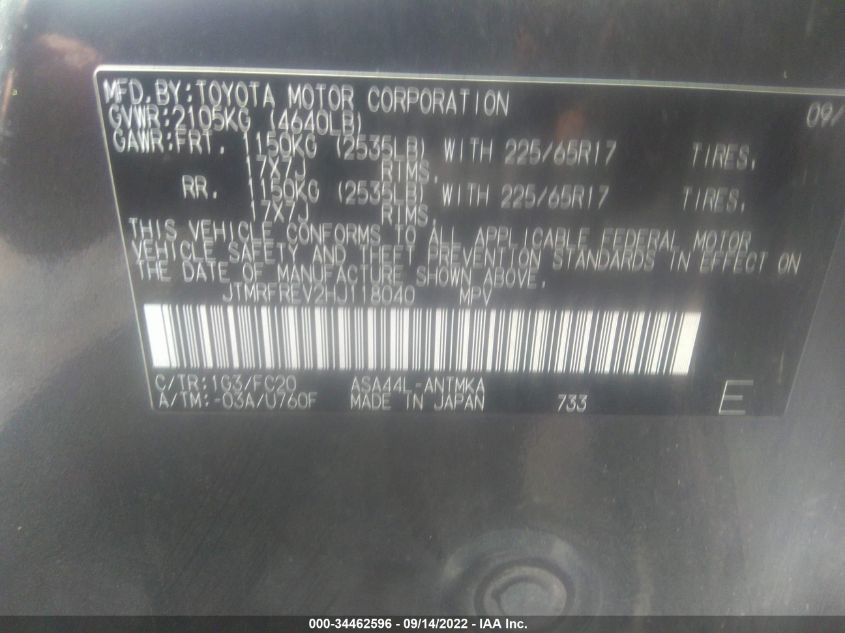 MFD.BY:TOYOTA MOTOR CORPORATION 09/
GVWR:2105KG (4640LB)
GAWR:FRT. 1150KG (2535LB) WITH 225/65R17 TIRES,
17X7J RIMS,
RR. 1150KG (2535LB) WITH 225/65R17 TIRES,
17X7J RIMS,
THIS VEHICLE CONFORMS TO ALL APPLICABLE FEDERAL MOTOR
VEHICLE SAFETY AND THEFT PREVENTION STANDARDS IN EFFECT ON
THE DATE OF MANUFACTURE SHOWN ABOVE.
JTMRFREV2HJ118040 MPV
C/TR:1G3/FC20 ASA44L-ANTMKA
A/TM:-03A/U760F MADE IN JAPAN 733 E
000-34462596 - 09/14/2022 - IAA Inc.